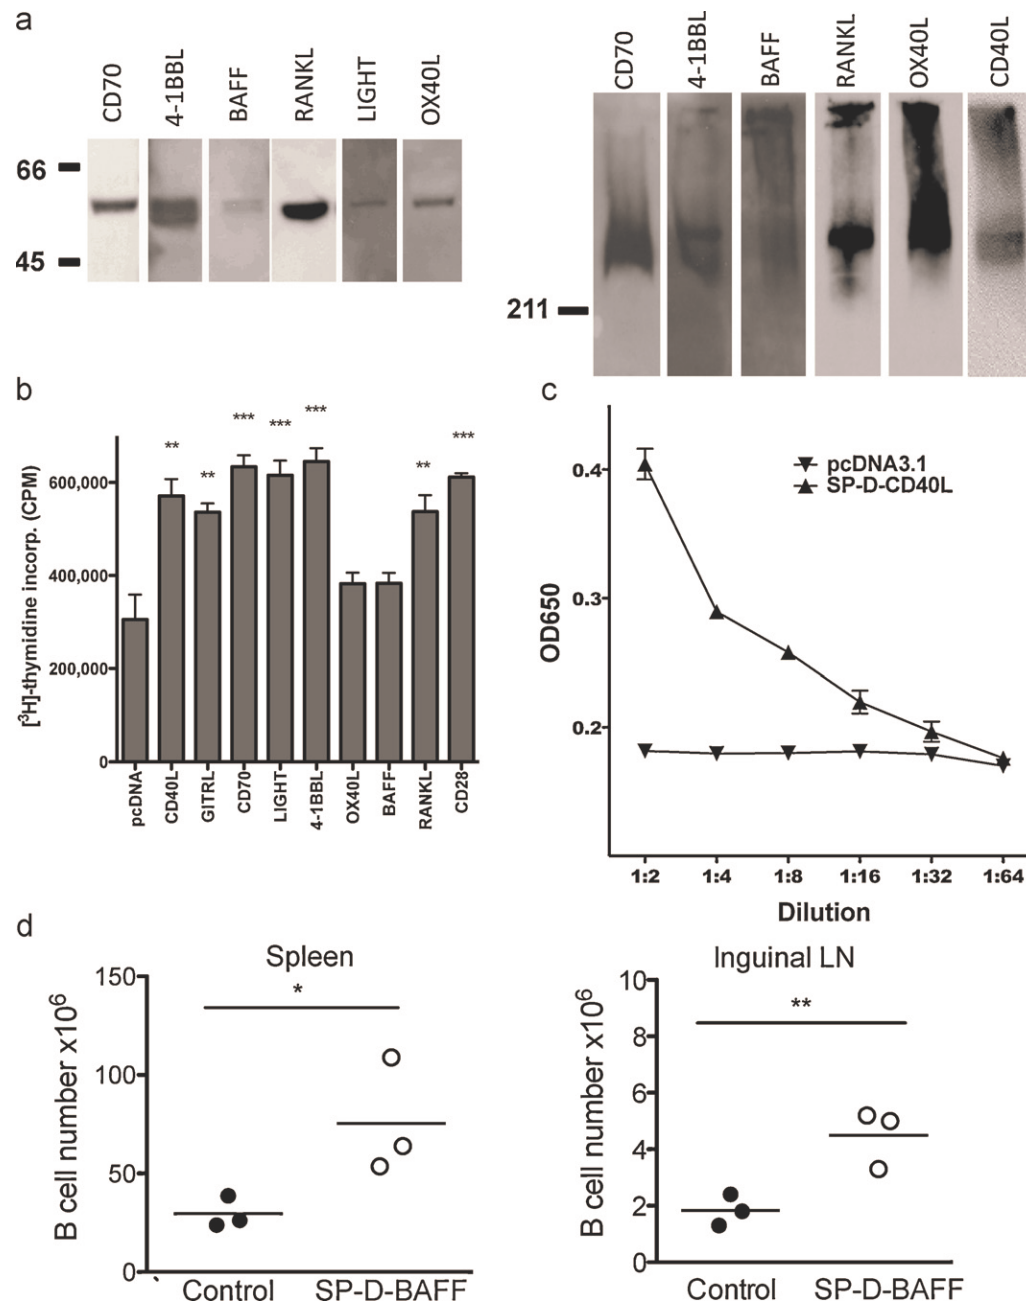 a
CD70 4-1BBL BAFF RANKL LIGHT OX40L
66
45
CD70 4-1BBL BAFF RANKL OX40L CD40L
211
b
[³H]-thymidine incorp. (CPM)
** ** *** *** *** ** ***
600,000
400,000
200,000
0
pcDNA CD40L GITRL CD70 LIGHT 4-1BBL OX40L BAFF RANKL CD28
c
OD650
0.4
0.3
0.2
pcDNA3.1
SP-D-CD40L
1:2 1:4 1:8 1:16 1:32 1:64
Dilution
d
Spleen
B cell number x10⁶
150
100
50
0
*
Control SP-D-BAFF
Inguinal LN
B cell number x10⁶
10
8
6
4
2
0
**
Control SP-D-BAFF